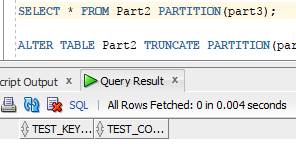 SELECT * FROM Part2 PARTITION(part3);
ALTER TABLE Part2 TRUNCATE PARTITION(par
cript Output × Query Result ×
SQL | All Rows Fetched: 0 in 0.004 seconds
TEST_KEY... TEST_CO...